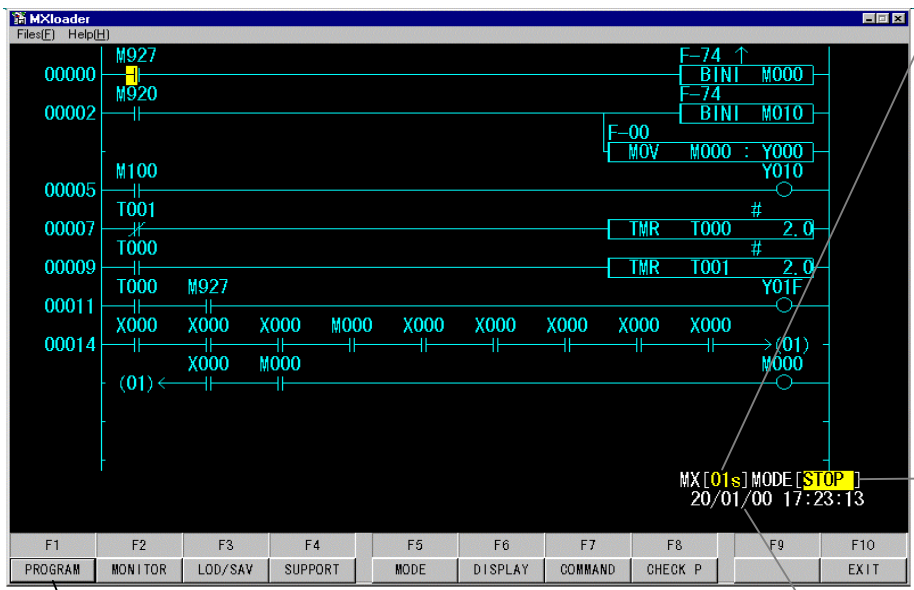 MXloader
Files(F) Help(H)
M927 F-74 ↑
00000 BINI M000
M920 F-74
00002 BINI M010
F-00
MOV M000 : Y000
M100 Y010
00005
T001 #
00007 TMR T000 2.0
T000 #
00009 TMR T001 2.0
T000 M927 Y01F
00011
X000 X000 X000 M000 X000 X000 X000 X000 X000
00014 (01)
X000 M000 M000
(01)
MX[01s]MODE[STOP ]
20/01/00 17:23:13
F1 F2 F3 F4 F5 F6 F7 F8 F9 F10
PROGRAM MONITOR LOD/SAV SUPPORT MODE DISPLAY COMMAND CHECK P EXIT